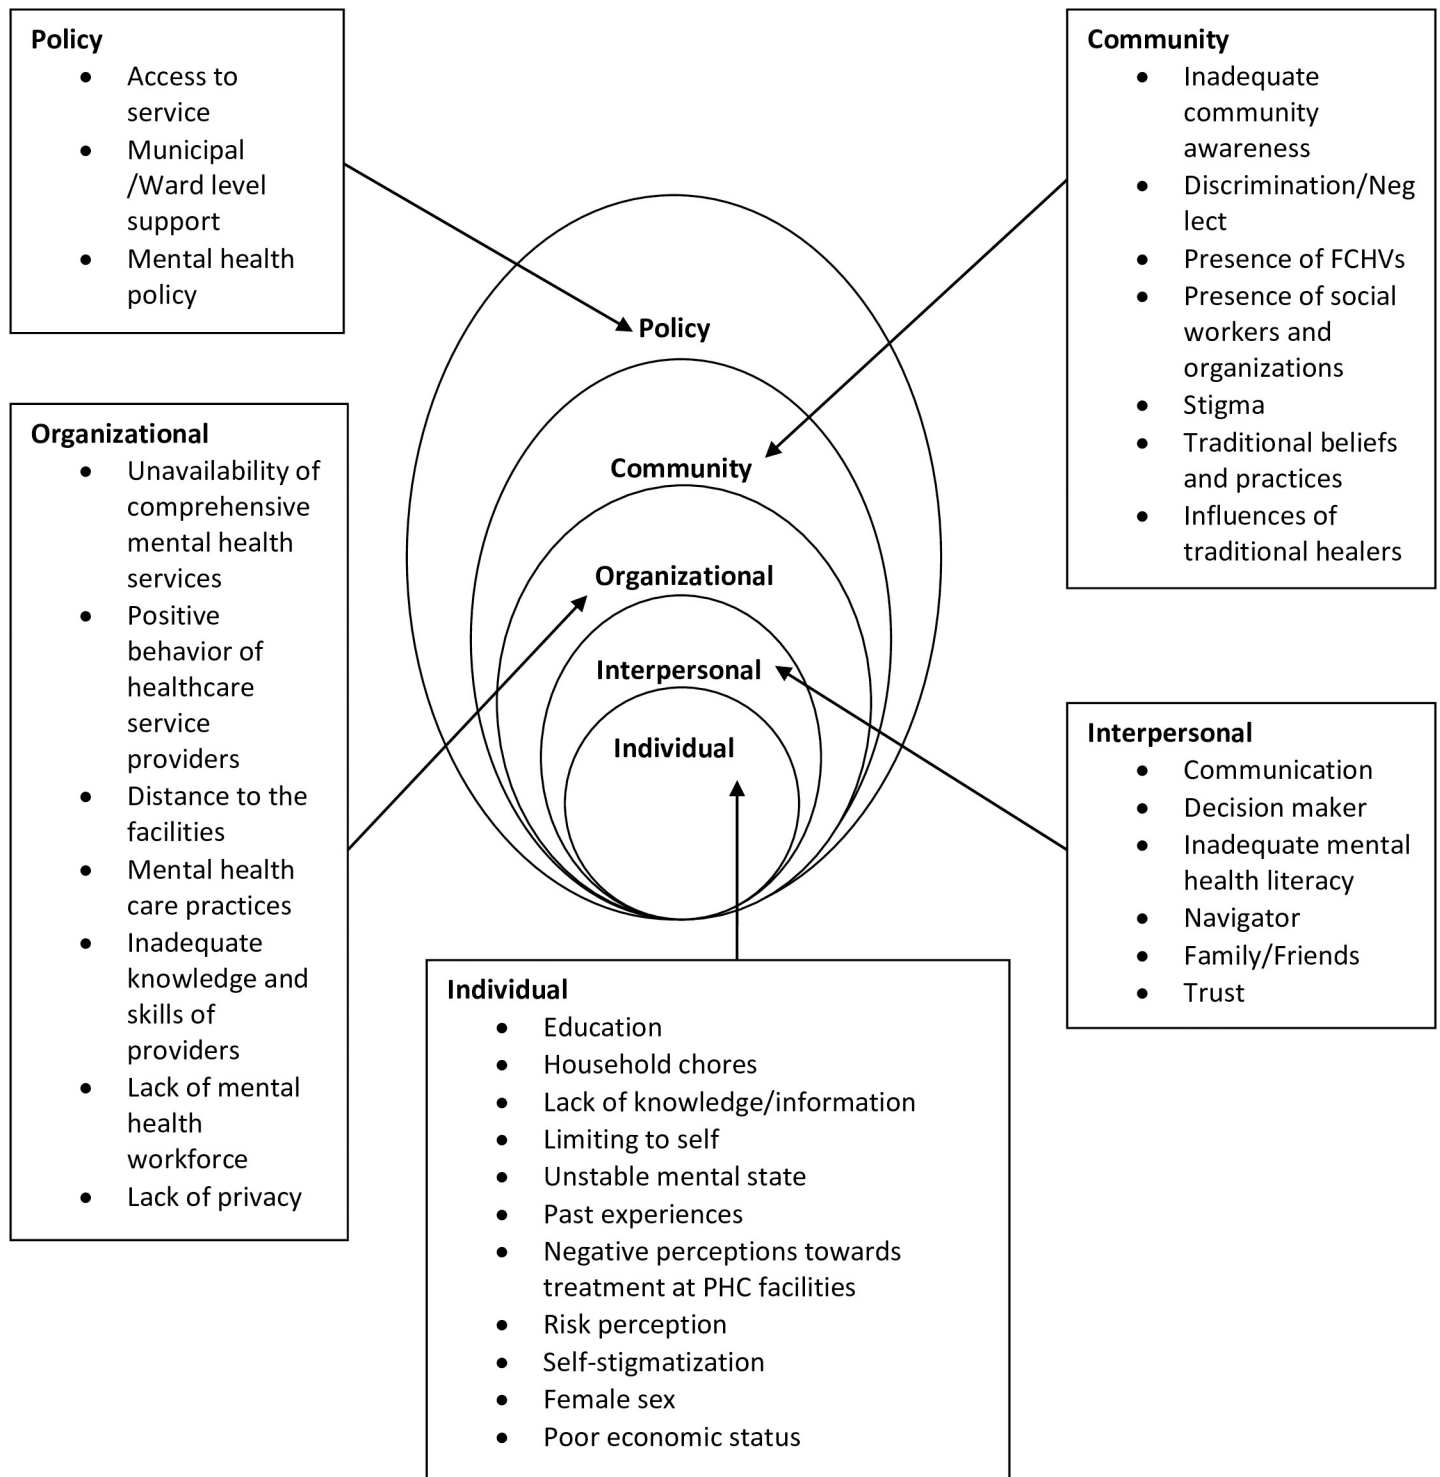 Policy
• Access to
service
• Municipal
/Ward level
support
• Mental health
policy
Community
• Inadequate
community
awareness
• Discrimination/Neg
lect
• Presence of FCHVs
• Presence of social
workers and
organizations
• Stigma
• Traditional beliefs
and practices
• Influences of
traditional healers
Policy
Community
Organizational
Interpersonal
Individual
Organizational
• Unavailability of
comprehensive
mental health
services
• Positive
behavior of
healthcare
service
providers
• Distance to the
facilities
• Mental health
care practices
• Inadequate
knowledge and
skills of
providers
• Lack of mental
health
workforce
• Lack of privacy
Interpersonal
• Communication
• Decision maker
• Inadequate mental
health literacy
• Navigator
• Family/Friends
• Trust
Individual
• Education
• Household chores
• Lack of knowledge/information
• Limiting to self
• Unstable mental state
• Past experiences
• Negative perceptions towards
treatment at PHC facilities
• Risk perception
• Self-stigmatization
• Female sex
• Poor economic status